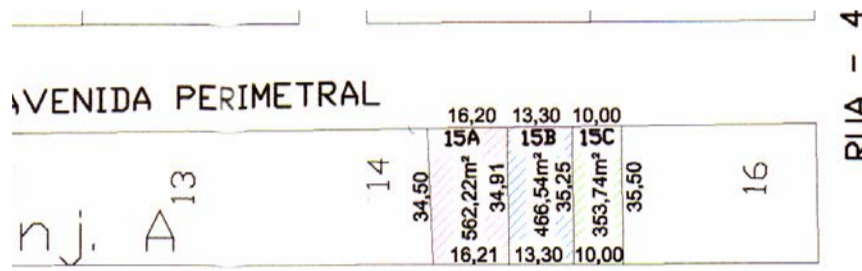 RUA - 4
AVENIDA PERIMETRAL
16,20 13,30 10,00
15A 15B 15C
13
14
34,50
562,22m²
34,91
466,54m²
35,25
353,74m²
35,50
16
nj. A
16,21 13,30 10,00